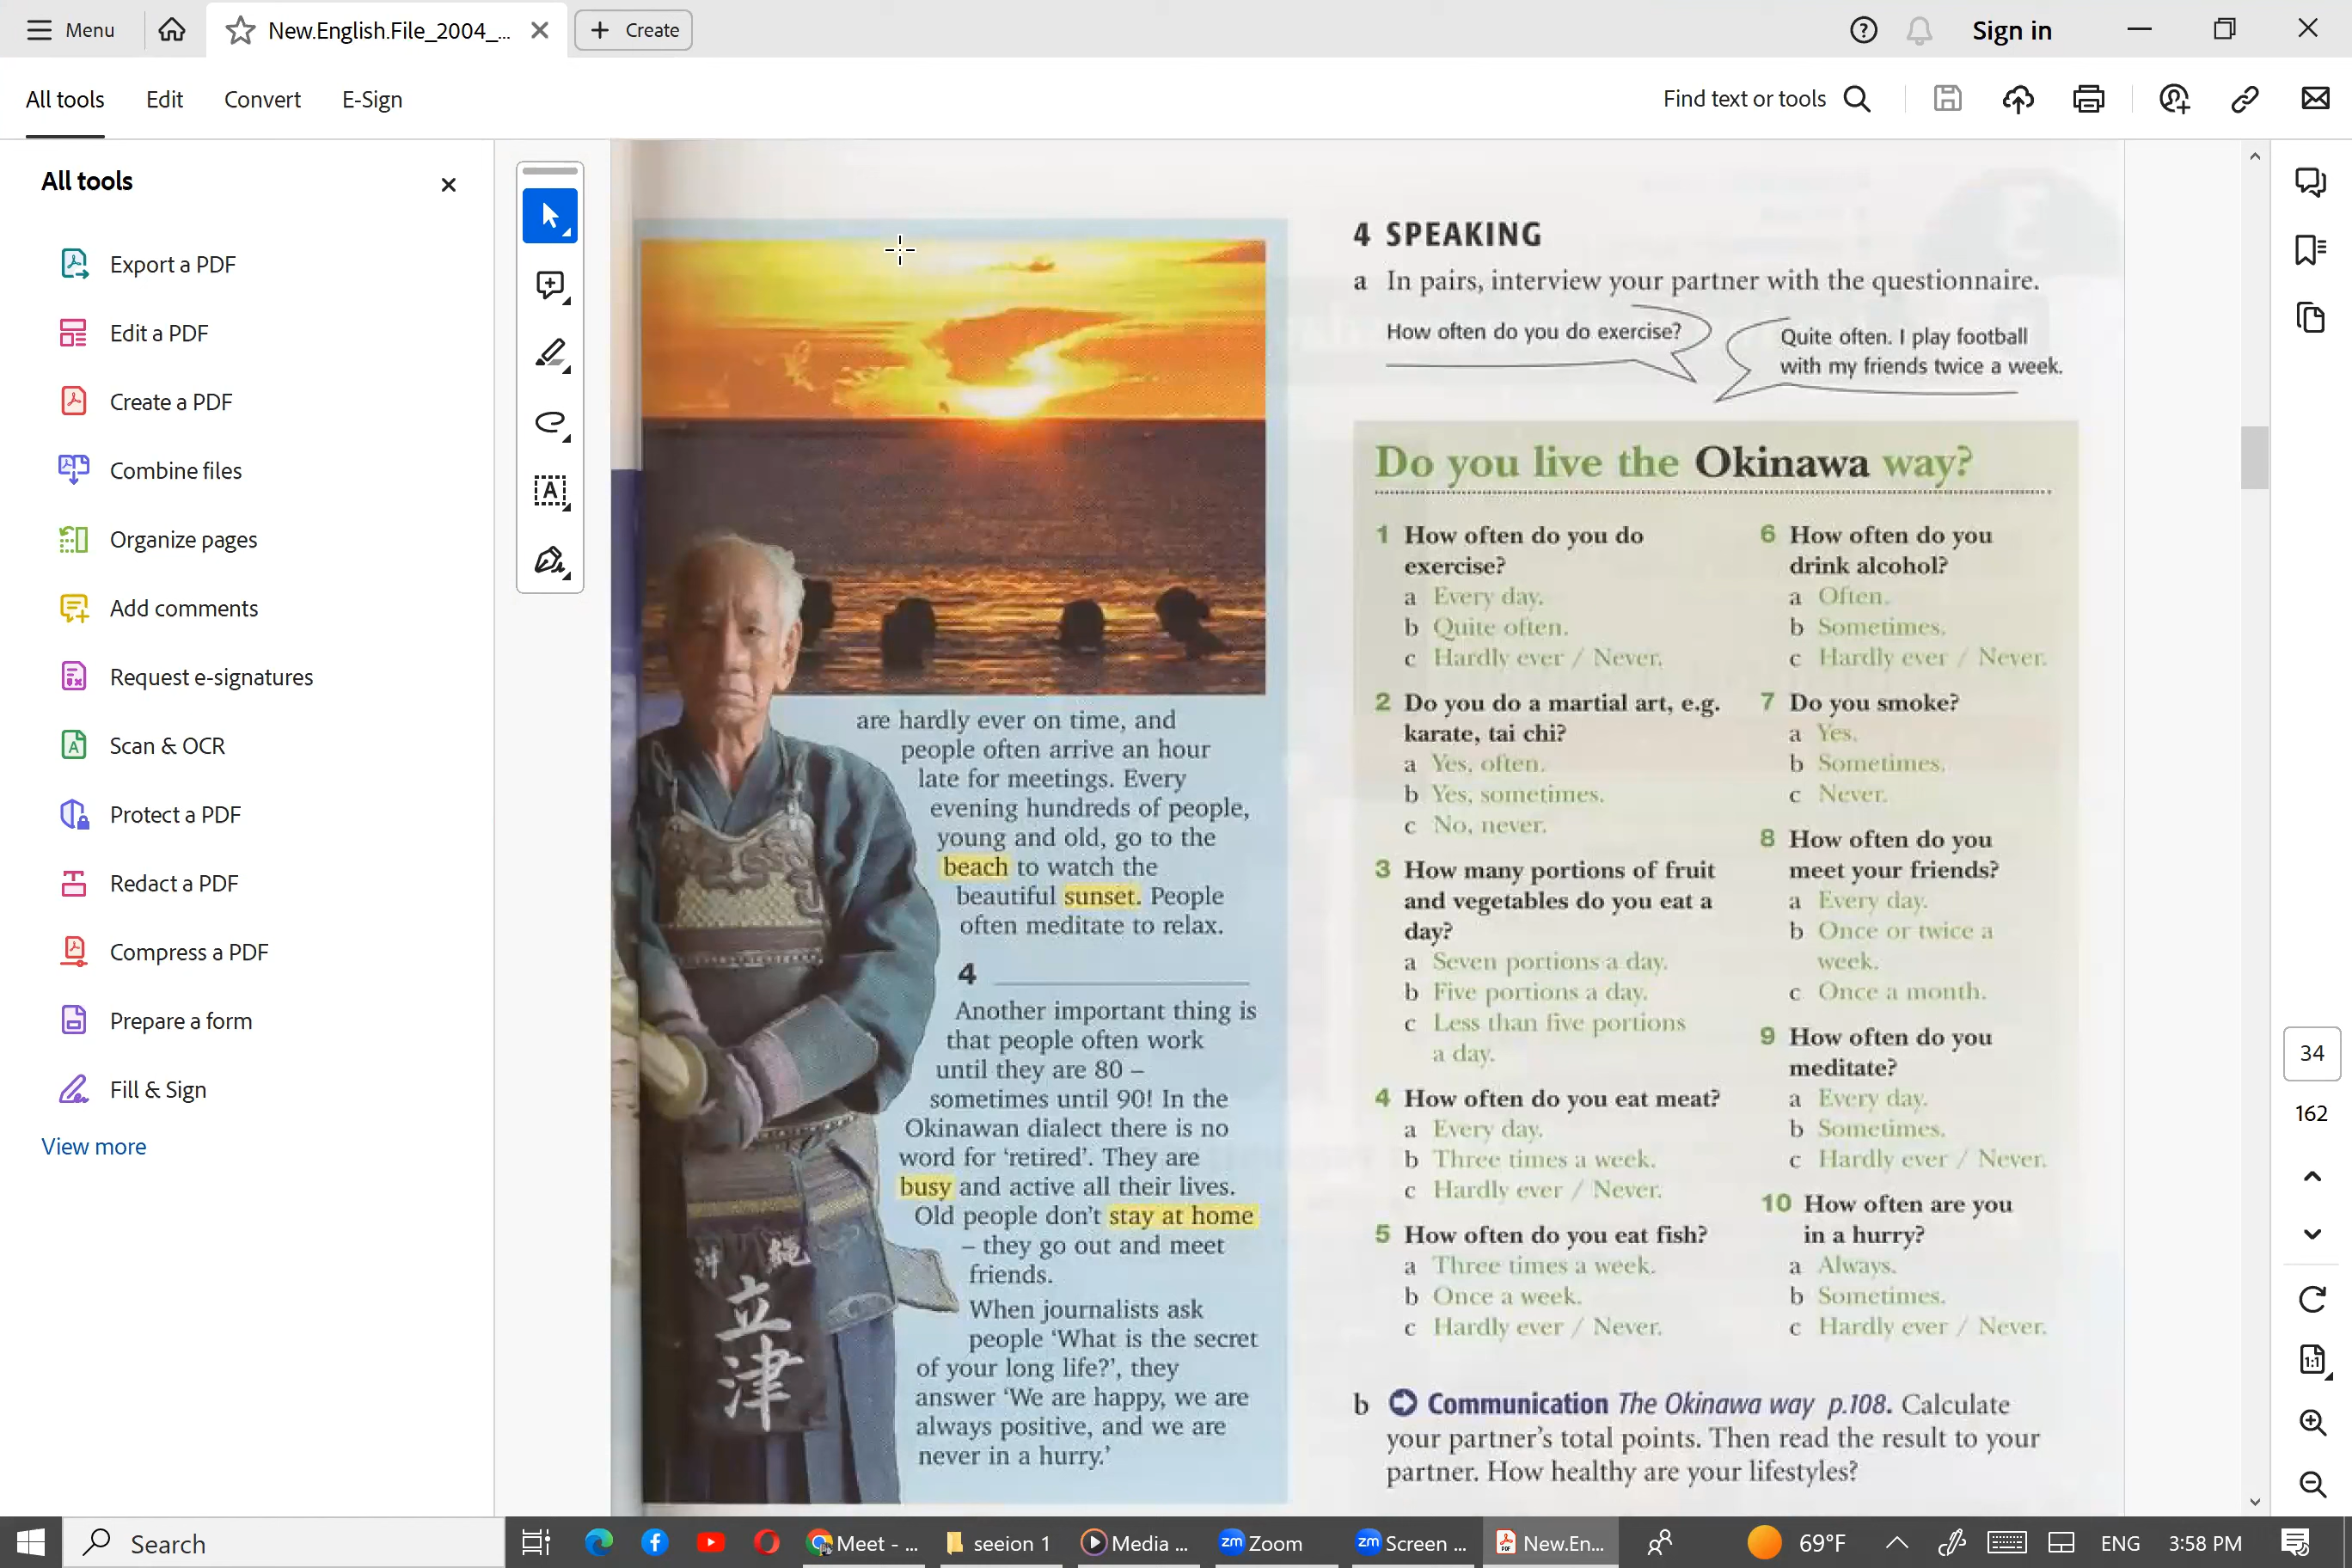 Menu
New.English.File_2004_...
Create
Sign in
All tools
Edit
Convert
E-Sign
Find text or tools
All tools
Export a PDF
Edit a PDF
Create a PDF
Combine files
Organize pages
Add comments
Request e-signatures
Scan & OCR
Protect a PDF
Redact a PDF
Compress a PDF
Prepare a form
Fill & Sign
View more
are hardly ever on time, and
people often arrive an hour
late for meetings. Every
evening hundreds of people,
young and old, go to the
beach to watch the
beautiful sunset. People
often meditate to relax.
4
Another important thing is
that people often work
until they are 80 –
sometimes until 90! In the
Okinawan dialect there is no
word for ‘retired’. They are
busy and active all their lives.
Old people don’t stay at home
– they go out and meet
friends.
When journalists ask
people ‘What is the secret
of your long life?’, they
answer ‘We are happy, we are
always positive, and we are
never in a hurry.’
沖 縄
立
津
4 SPEAKING
a In pairs, interview your partner with the questionnaire.
How often do you do exercise?
Quite often. I play football
with my friends twice a week.
Do you live the Okinawa way?
1 How often do you do
exercise?
a Every day.
b Quite often.
c Hardly ever / Never.
2 Do you do a martial art, e.g.
karate, tai chi?
a Yes, often.
b Yes, sometimes.
c No, never.
3 How many portions of fruit
and vegetables do you eat a
day?
a Seven portions a day.
b Five portions a day.
c Less than five portions
a day.
4 How often do you eat meat?
a Every day.
b Three times a week.
c Hardly ever / Never.
5 How often do you eat fish?
a Three times a week.
b Once a week.
c Hardly ever / Never.
6 How often do you
drink alcohol?
a Often.
b Sometimes.
c Hardly ever / Never.
7 Do you smoke?
a Yes.
b Sometimes.
c Never.
8 How often do you
meet your friends?
a Every day.
b Once or twice a
week.
c Once a month.
9 How often do you
meditate?
a Every day.
b Sometimes.
c Hardly ever / Never.
10 How often are you
in a hurry?
a Always.
b Sometimes.
c Hardly ever / Never.
b Communication The Okinawa way p.108. Calculate
your partner’s total points. Then read the result to your
partner. How healthy are your lifestyles?
34
162
1:1
Search
Meet - ...
seeion 1
Media ...
zm Zoom
zm Screen ...
New.En...
69°F
ENG
3:58 PM